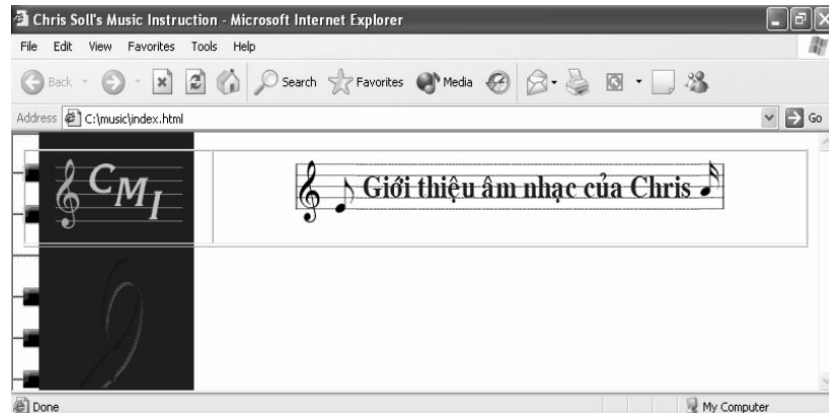 Chris Soll's Music Instruction - Microsoft Internet Explorer
File Edit View Favorites Tools Help
Back Search Favorites Media
Address C:\music\index.html Go
CMI
Giới thiệu âm nhạc của Chris
Done My Computer